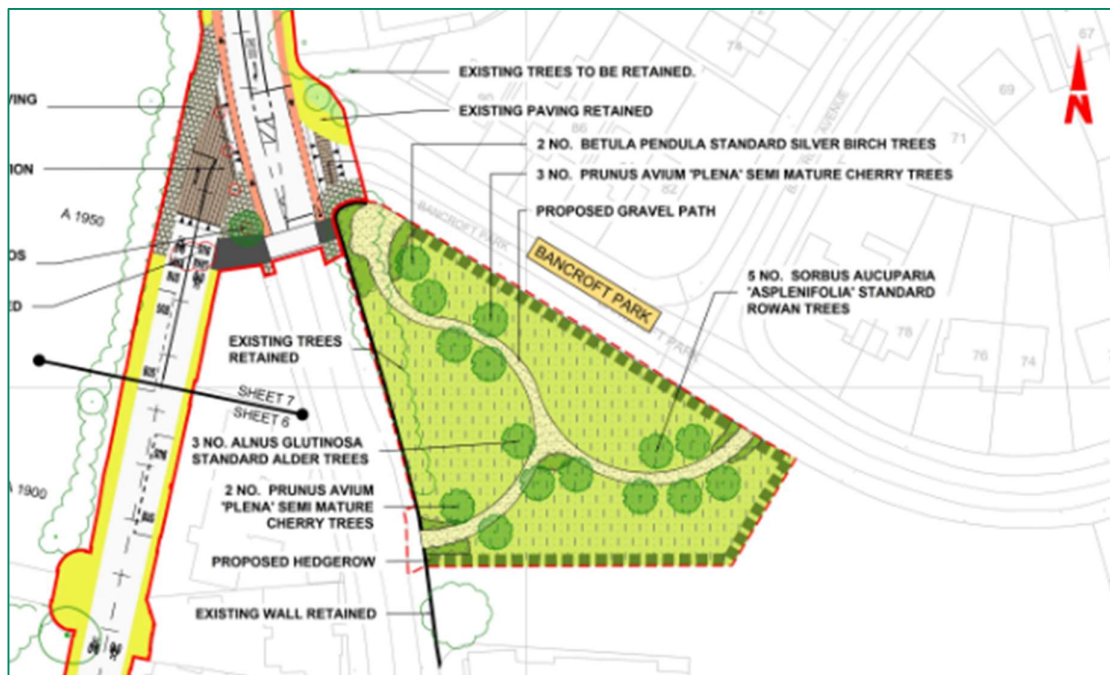 EXISTING TREES TO BE RETAINED.
EXISTING PAVING RETAINED
2 NO. BETULA PENDULA STANDARD SILVER BIRCH TREES
3 NO. PRUNUS AVIUM 'PLENA' SEMI MATURE CHERRY TREES
PROPOSED GRAVEL PATH
5 NO. SORBUS AUCUPARIA
'ASPLENIFOLIA' STANDARD
ROWAN TREES
VING
ION
A 1950
OS
ED
N
67
69
71
74
86
82
BANCROFT PARK
BANCROFT PARK
78
76
74
EXISTING TREES
RETAINED
SHEET 7
SHEET 6
3 NO. ALNUS GLUTINOSA
STANDARD ALDER TREES
A 1900
2 NO. PRUNUS AVIUM
'PLENA' SEMI MATURE
CHERRY TREES
PROPOSED HEDGEROW
EXISTING WALL RETAINED